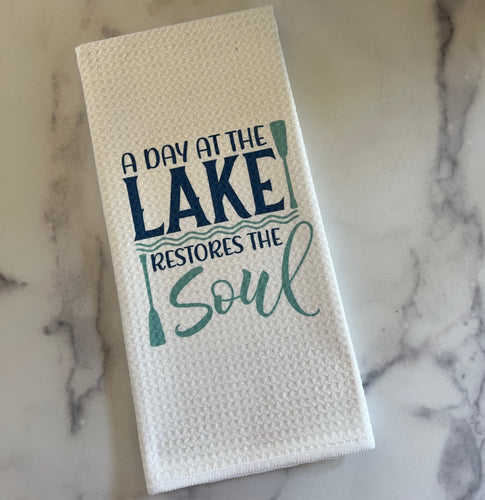 A DAY AT THE
LAKE
RESTORES THE
Soul